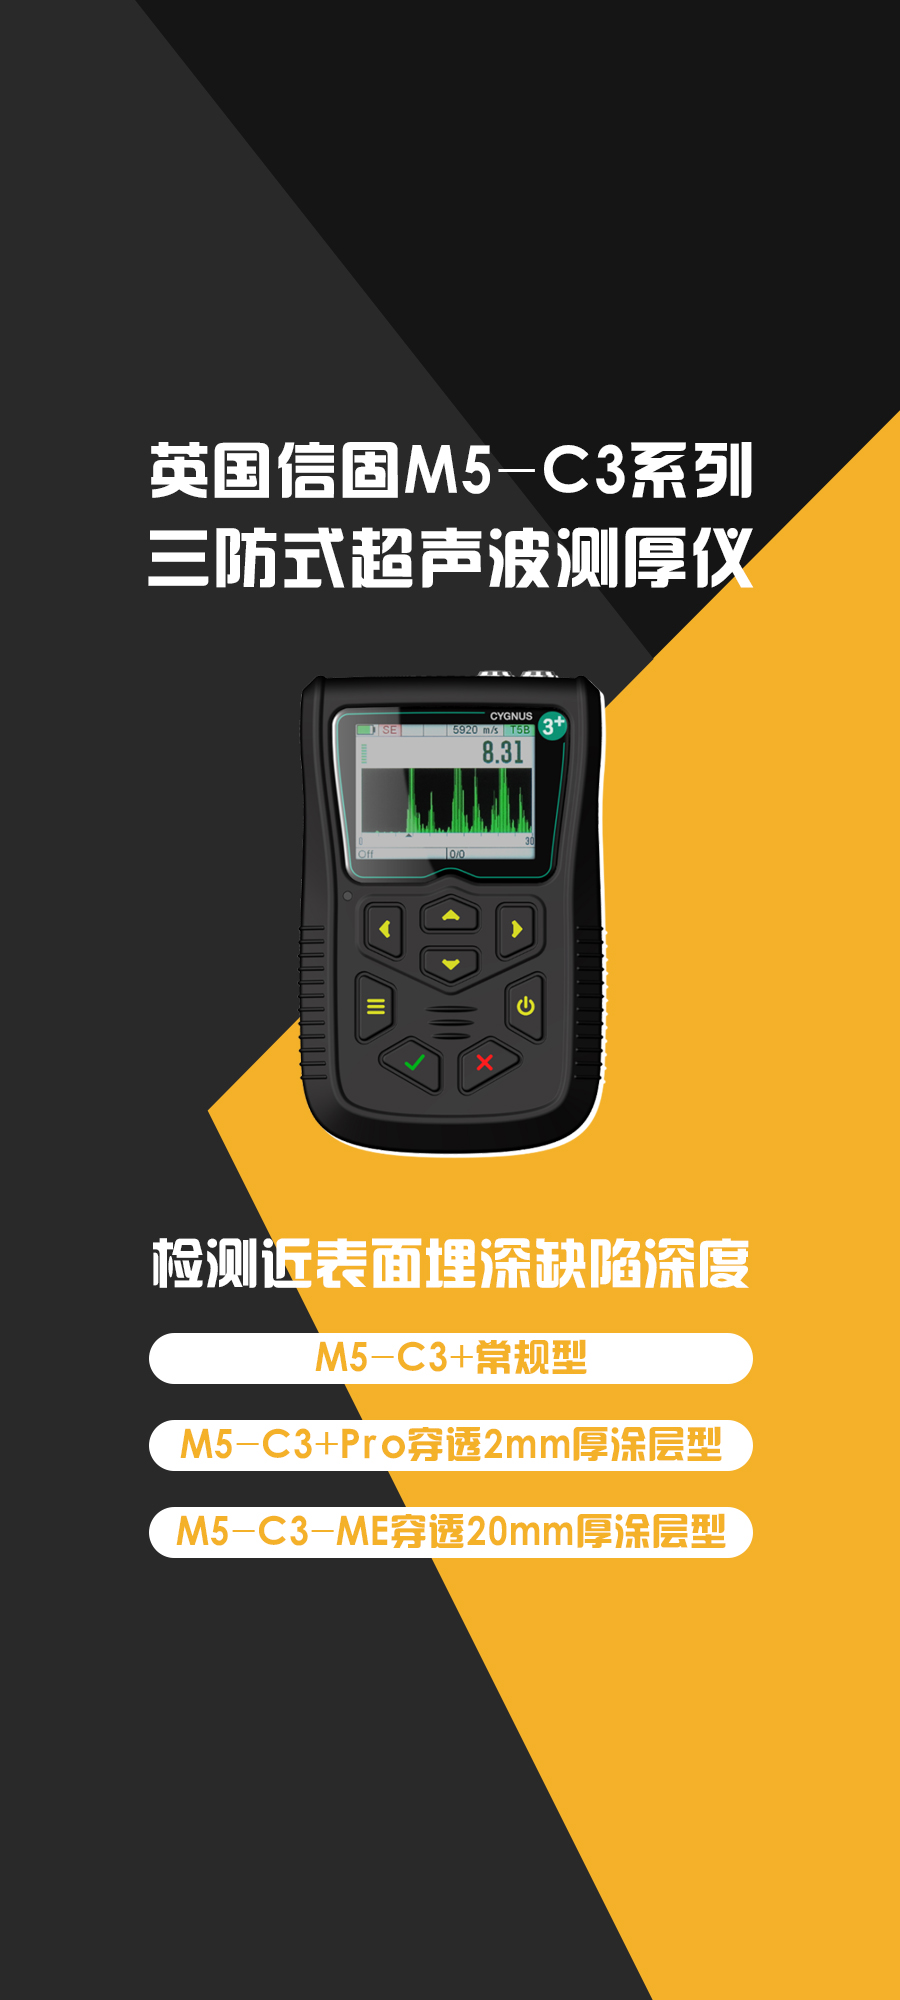 英国信固M5-C3系列
三防式超声波测厚仪
CYGNUS
3+
SE 5920 m/s T5B
8.31
0 30
Off 0/0
检测近表面埋深缺陷深度
M5-C3+常规型
M5-C3+Pro穿透2mm厚涂层型
M5-C3-ME穿透20mm厚涂层型